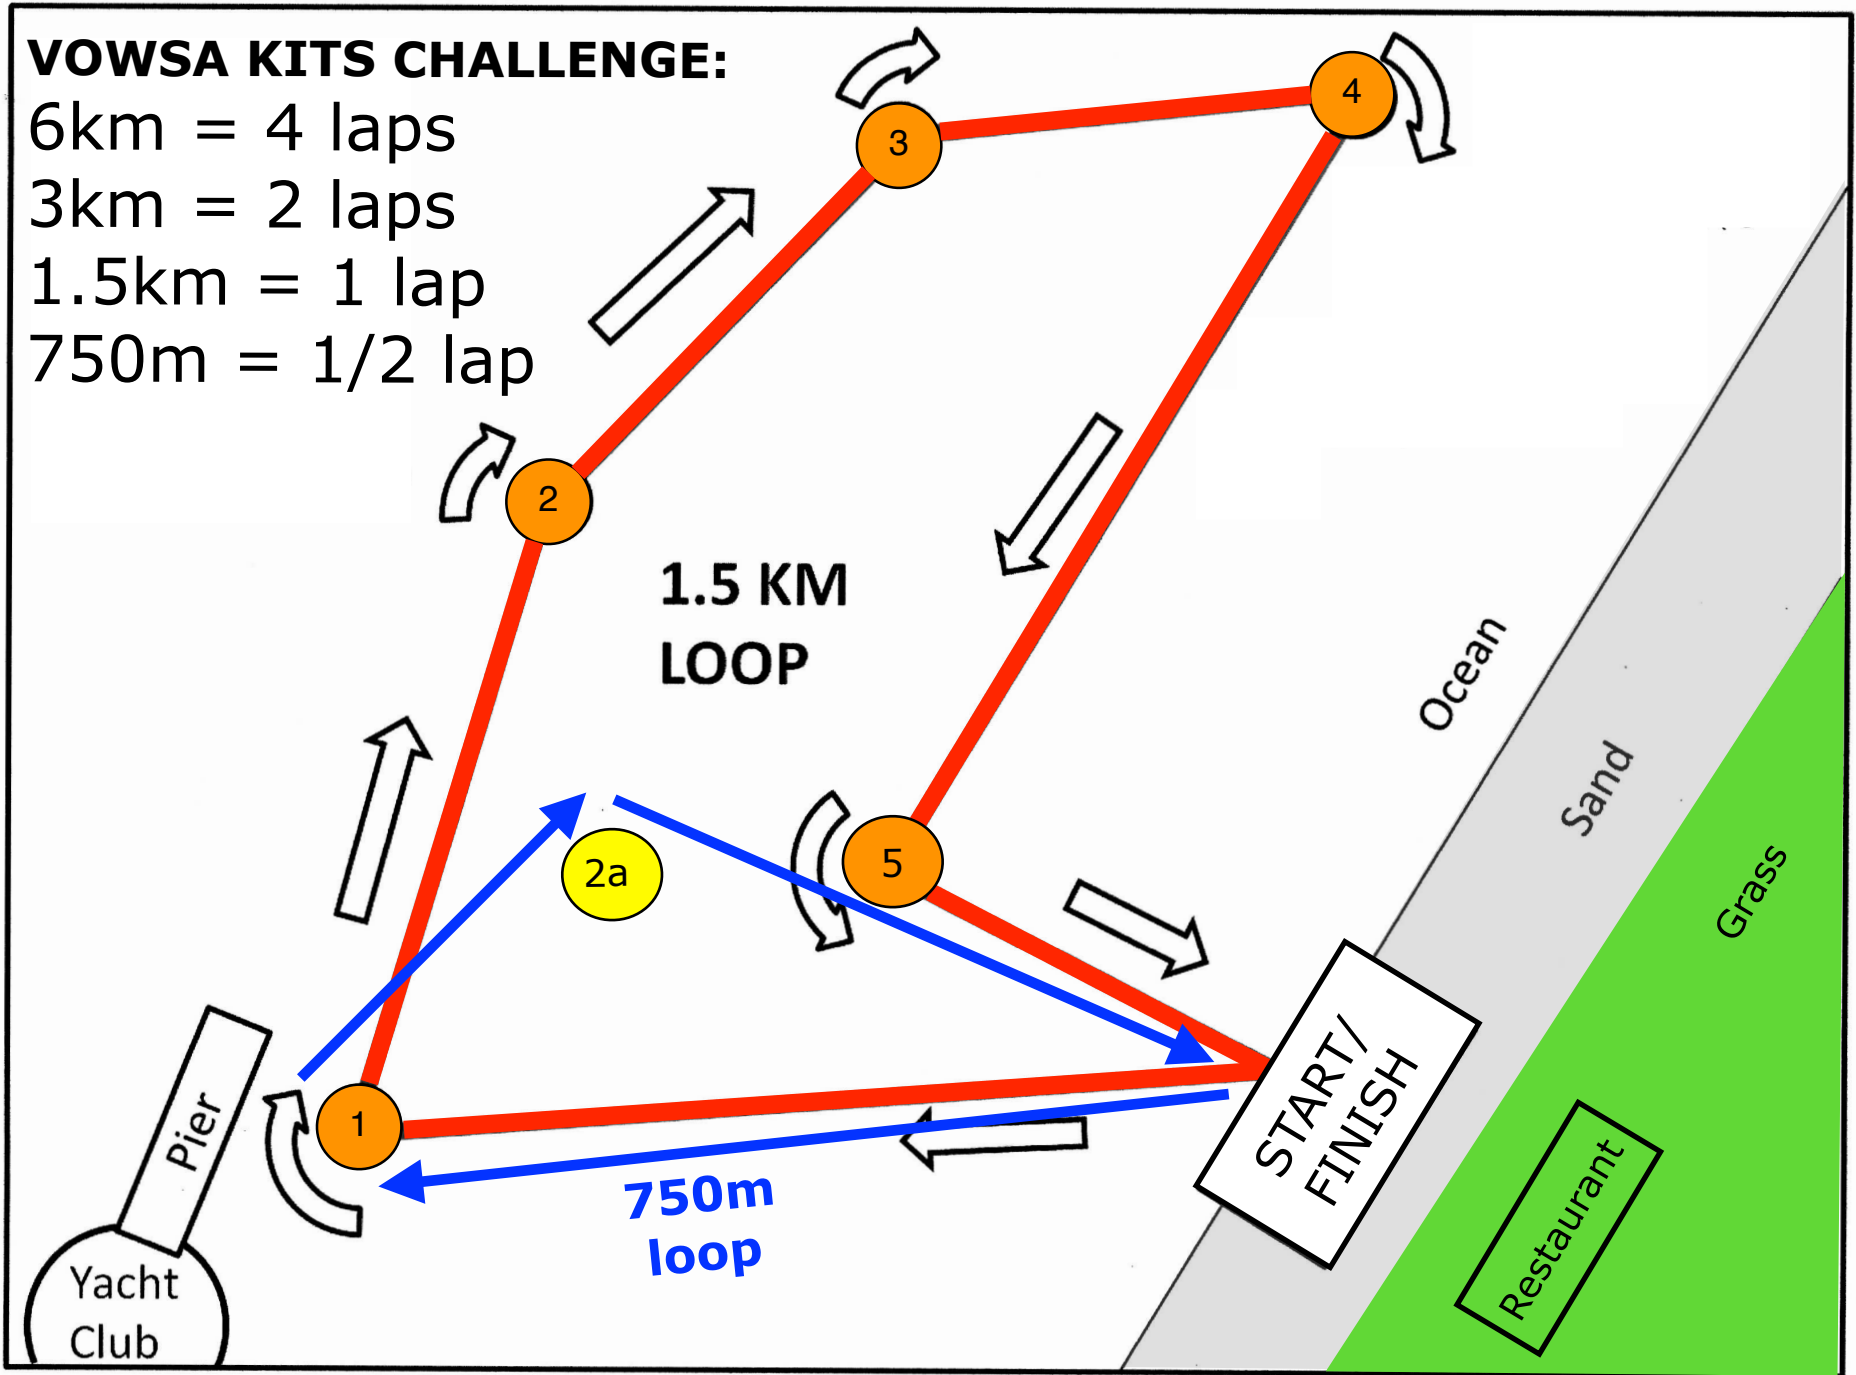 VOWSA KITS CHALLENGE:
6km = 4 laps
3km = 2 laps
1.5km = 1 lap
750m = 1/2 lap
3
4
2
1.5 KM
LOOP
Ocean
Sand
Grass
2a
5
1
Pier
START/
FINISH
750m
loop
Restaurant
Yacht
Club